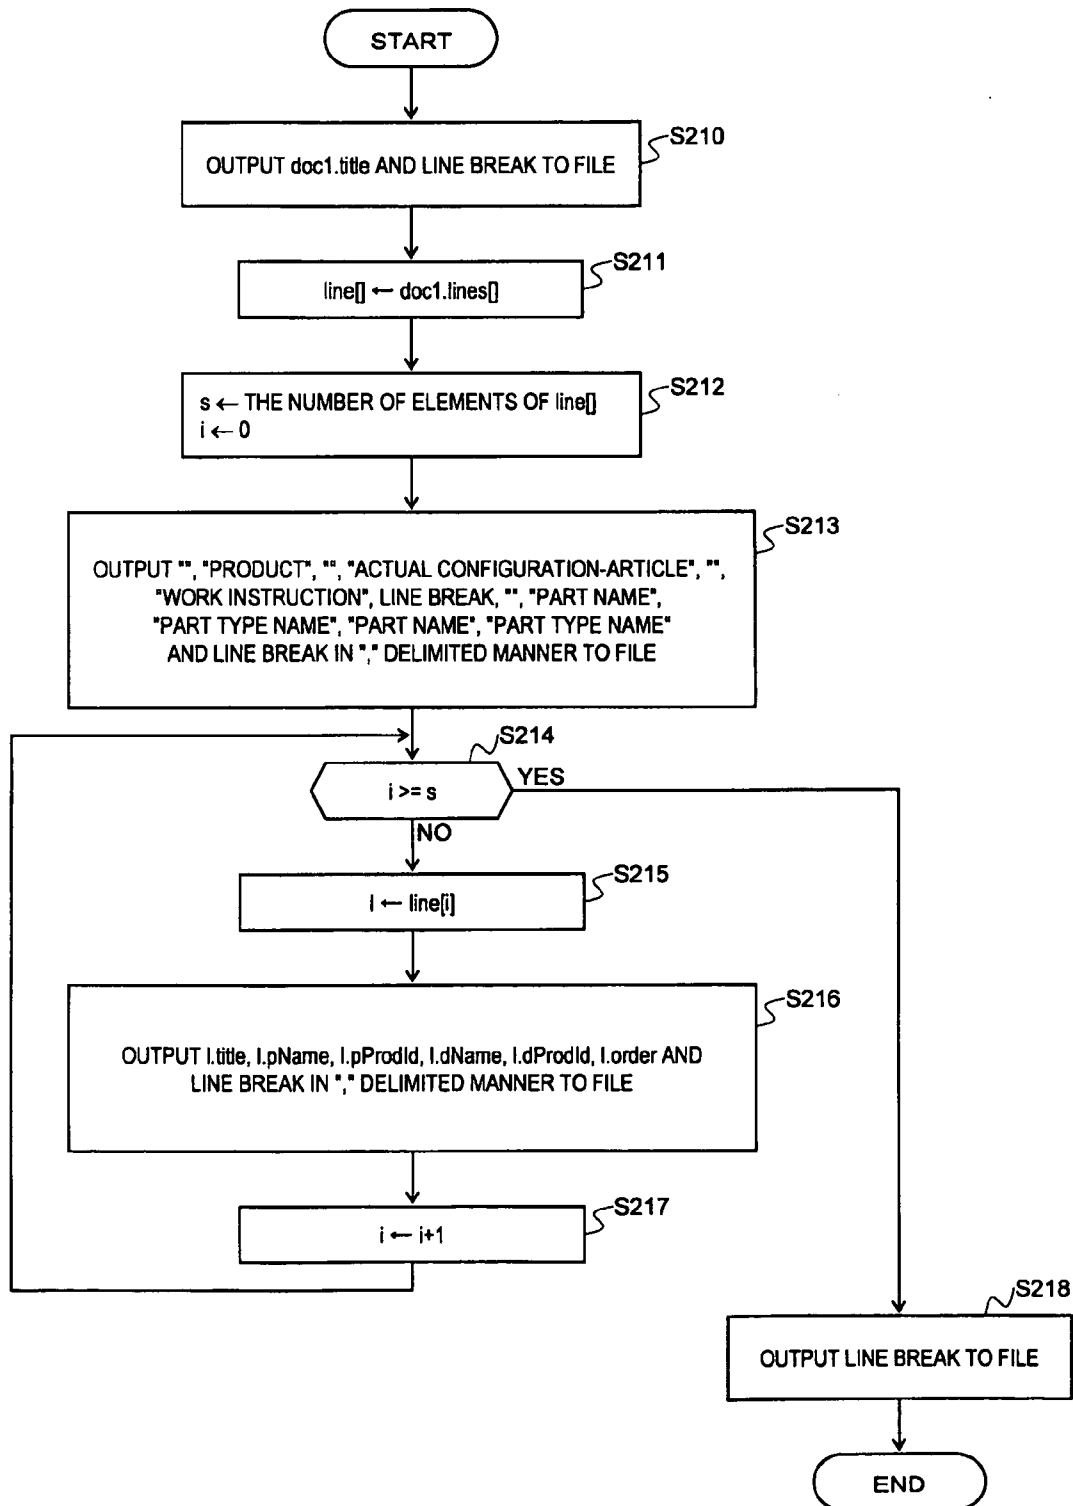 START
S210
OUTPUT doc1.title AND LINE BREAK TO FILE
S211
line[] ← doc1.lines[]
S212
s ← THE NUMBER OF ELEMENTS OF line[]
i ← 0
S213
OUTPUT "", "PRODUCT", "", "ACTUAL CONFIGURATION-ARTICLE", "",
"WORK INSTRUCTION", LINE BREAK, "", "PART NAME",
"PART TYPE NAME", "PART NAME", "PART TYPE NAME"
AND LINE BREAK IN "," DELIMITED MANNER TO FILE
S214
i >= s
YES
NO
S215
l ← line[i]
S216
OUTPUT l.title, l.pName, l.pProdId, l.dName, l.dProdId, l.order AND
LINE BREAK IN "," DELIMITED MANNER TO FILE
S217
i ← i+1
S218
OUTPUT LINE BREAK TO FILE
END